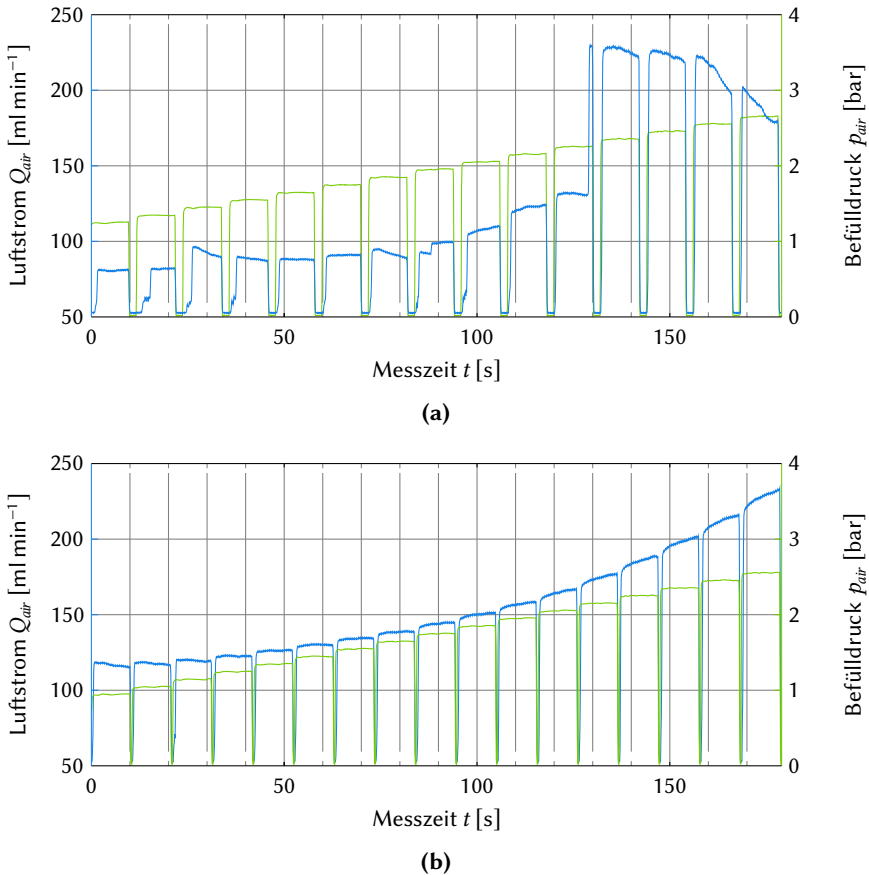 250
200
150
100
50
Luftstrom Q_air [ml min⁻¹]
4
3
2
1
0
Befülldruck p_air [bar]
0 50 100 150
Messzeit t [s]
(a)
250
200
150
100
50
Luftstrom Q_air [ml min⁻¹]
4
3
2
1
0
Befülldruck p_air [bar]
0 50 100 150
Messzeit t [s]
(b)